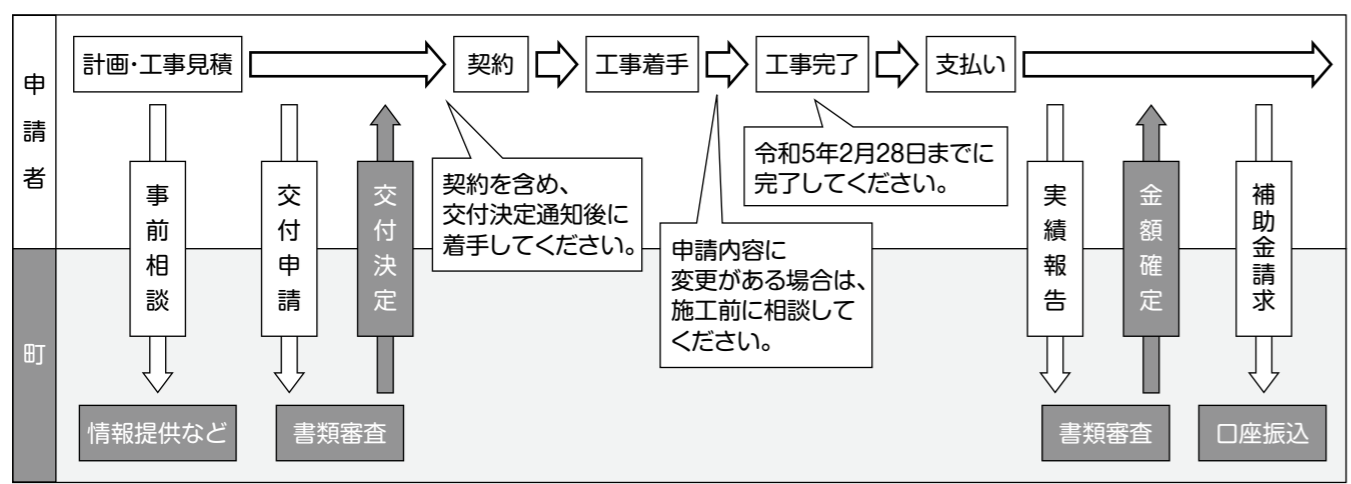 申請者
計画・工事見積
契約
工事着手
工事完了
支払い
契約を含め、
交付決定通知後に
着手してください。
申請内容に
変更がある場合は、
施工前に相談して
ください。
令和5年2月28日までに
完了してください。
事前相談
交付申請
交付決定
実績報告
金額確定
補助金請求
町
情報提供など
書類審査
書類審査
口座振込